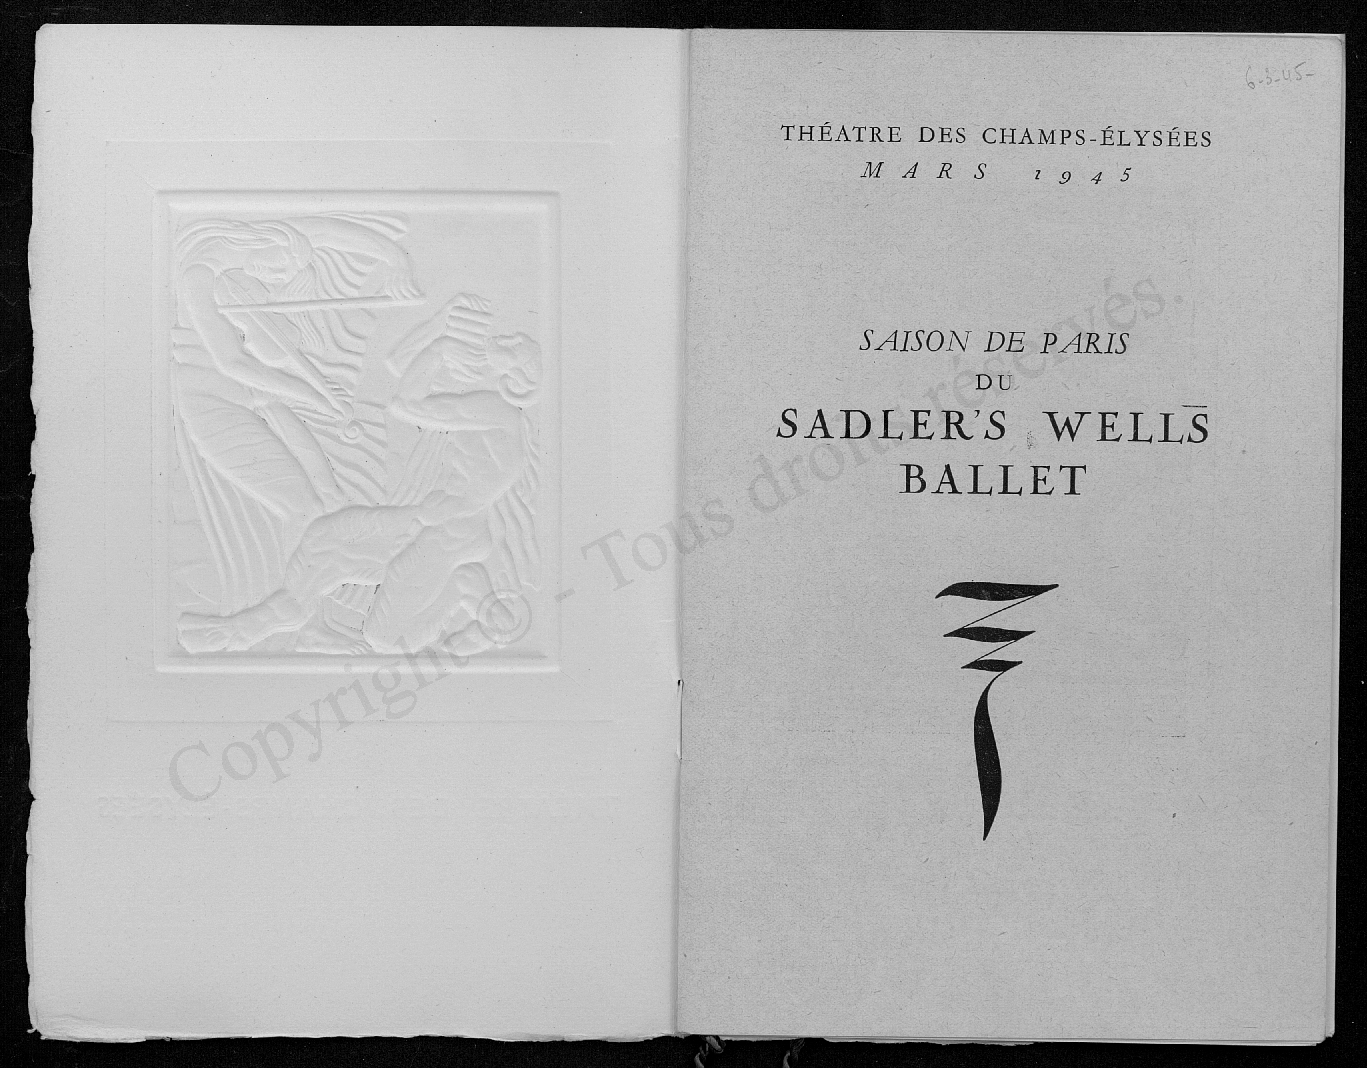 6-3-45-
THÉATRE DES CHAMPS-ÉLYSÉES
MARS 1945
SAISON DE PARIS
DU
SADLER'S WELLS
BALLET
Copyright © - Tous droits réservés.